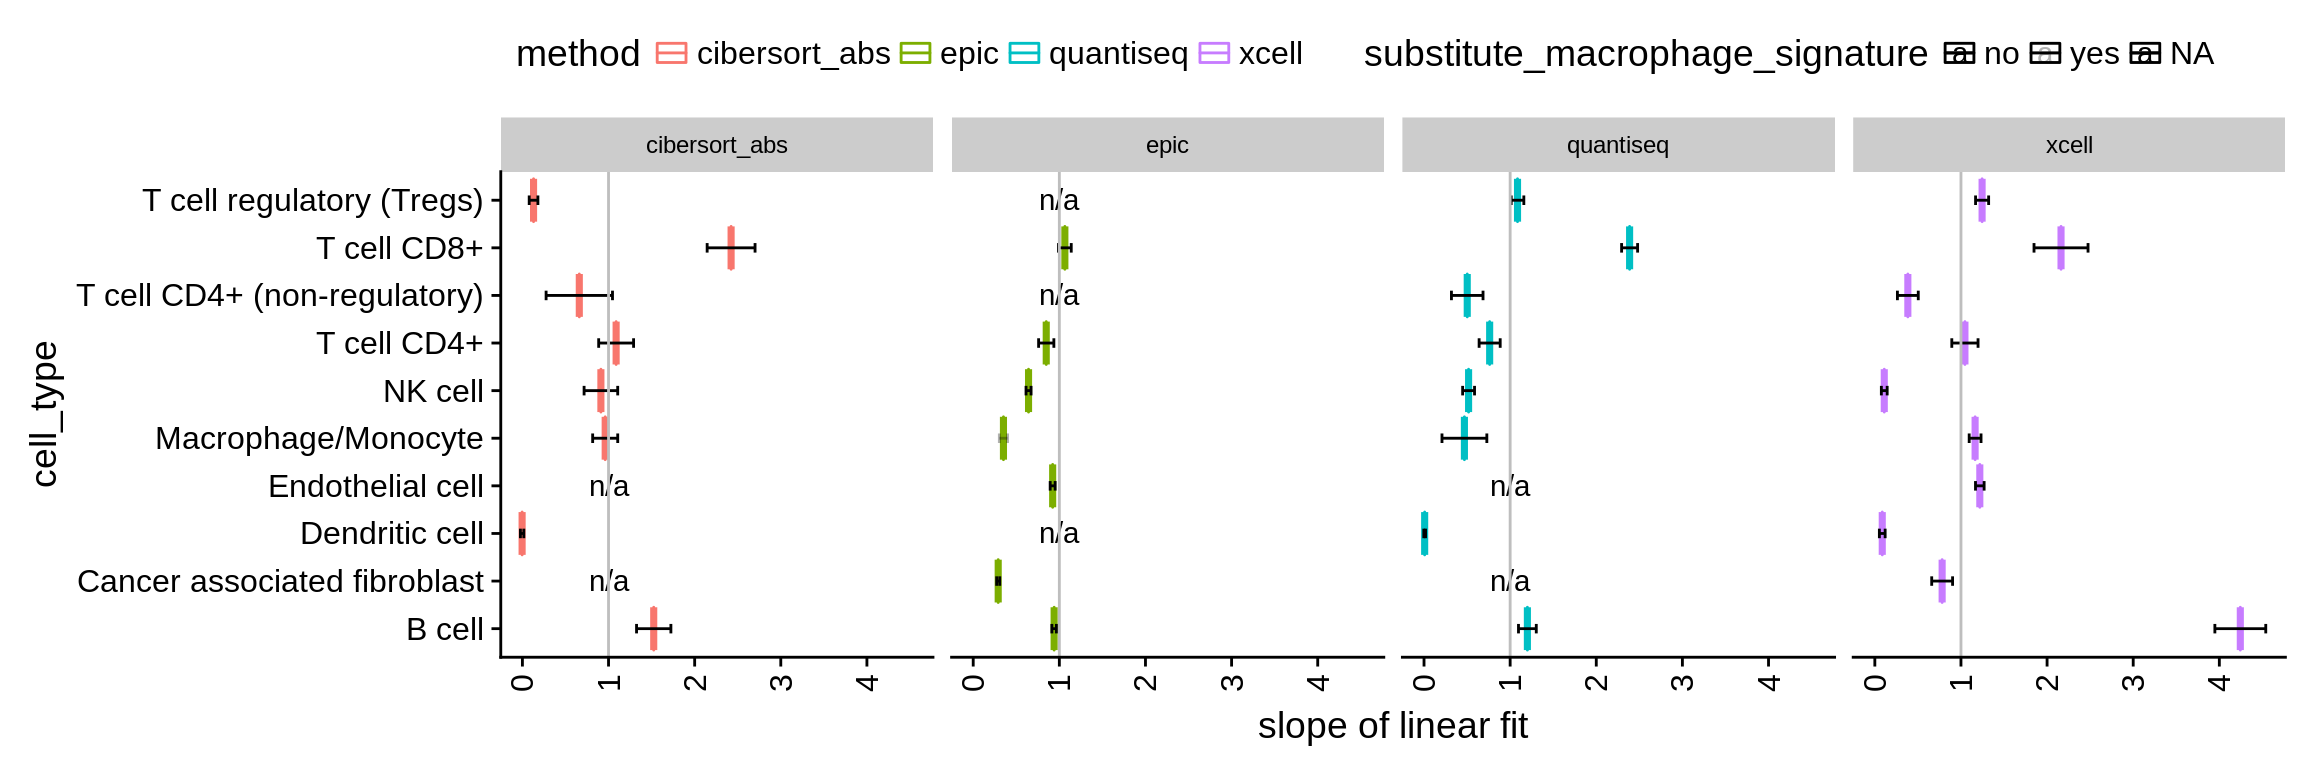 method cibersort_abs epic quantiseq xcell substitute_macrophage_signature a no a yes a NA
cibersort_abs epic quantiseq xcell
T cell regulatory (Tregs) n/a
T cell CD8+
T cell CD4+ (non-regulatory) n/a
T cell CD4+
NK cell
Macrophage/Monocyte
Endothelial cell n/a n/a
Dendritic cell n/a
Cancer associated fibroblast n/a n/a
B cell
cell_type
0 1 2 3 4 0 1 2 3 4 0 1 2 3 4 0 1 2 3 4
slope of linear fit